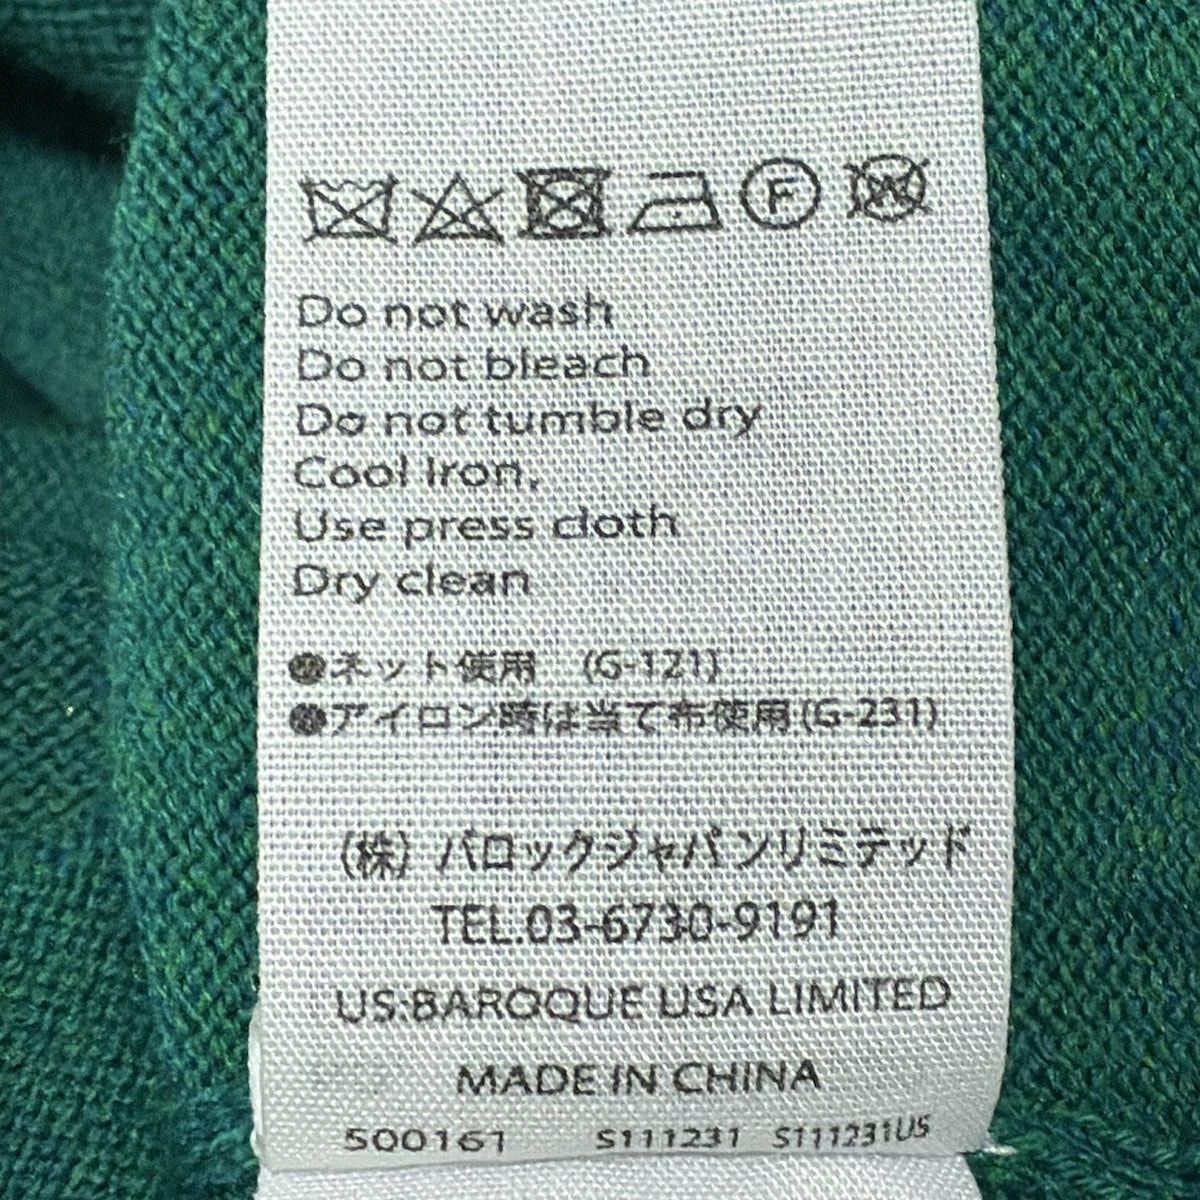 F W
Do not wash
Do not bleach
Do not tumble dry
Cool Iron,
Use press cloth
Dry clean
●ネット使用 (G-121)
●アイロン時は当て布使用(G-231)
(株) バロックジャパンリミテッド
TEL.03-6730-9191
US:BAROQUE USA LIMITED
MADE IN CHINA
500161 S111231 S111231US